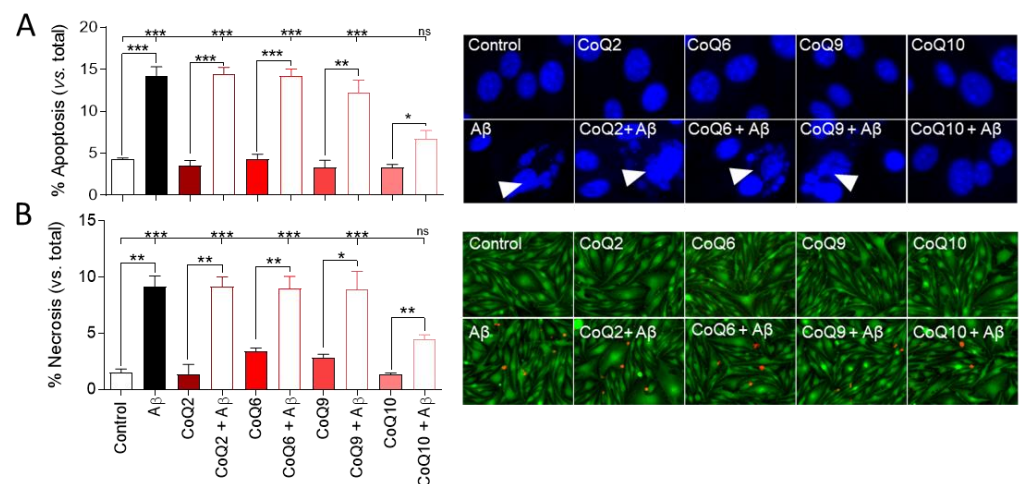 A
% Apoptosis (vs. total)
20
15
10
5
0
*** *** *** *** ns
*** *** *** ** *
Control CoQ2 CoQ6 CoQ9 CoQ10
Aβ CoQ2+ Aβ CoQ6 + Aβ CoQ9 + Aβ CoQ10 + Aβ
B
% Necrosis (vs. total)
15
10
5
0
*** *** *** *** ns
** ** ** * **
Control
Aβ
CoQ2
CoQ2 + Aβ
CoQ6
CoQ6 + Aβ
CoQ9
CoQ9 + Aβ
CoQ10
CoQ10 + Aβ
Control CoQ2 CoQ6 CoQ9 CoQ10
Aβ CoQ2+ Aβ CoQ6 + Aβ CoQ9 + Aβ CoQ10 + Aβ